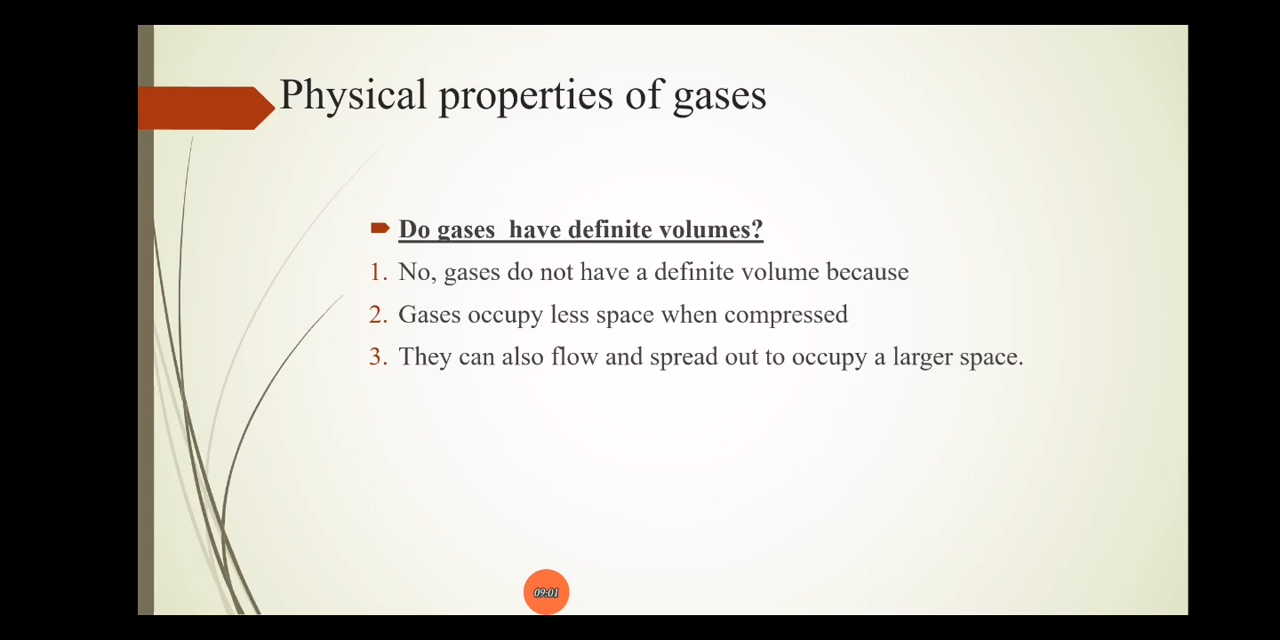 Physical properties of gases
Do gases  have definite volumes?
1. No, gases do not have a definite volume because
2. Gases occupy less space when compressed
3. They can also flow and spread out to occupy a larger space.
09:01